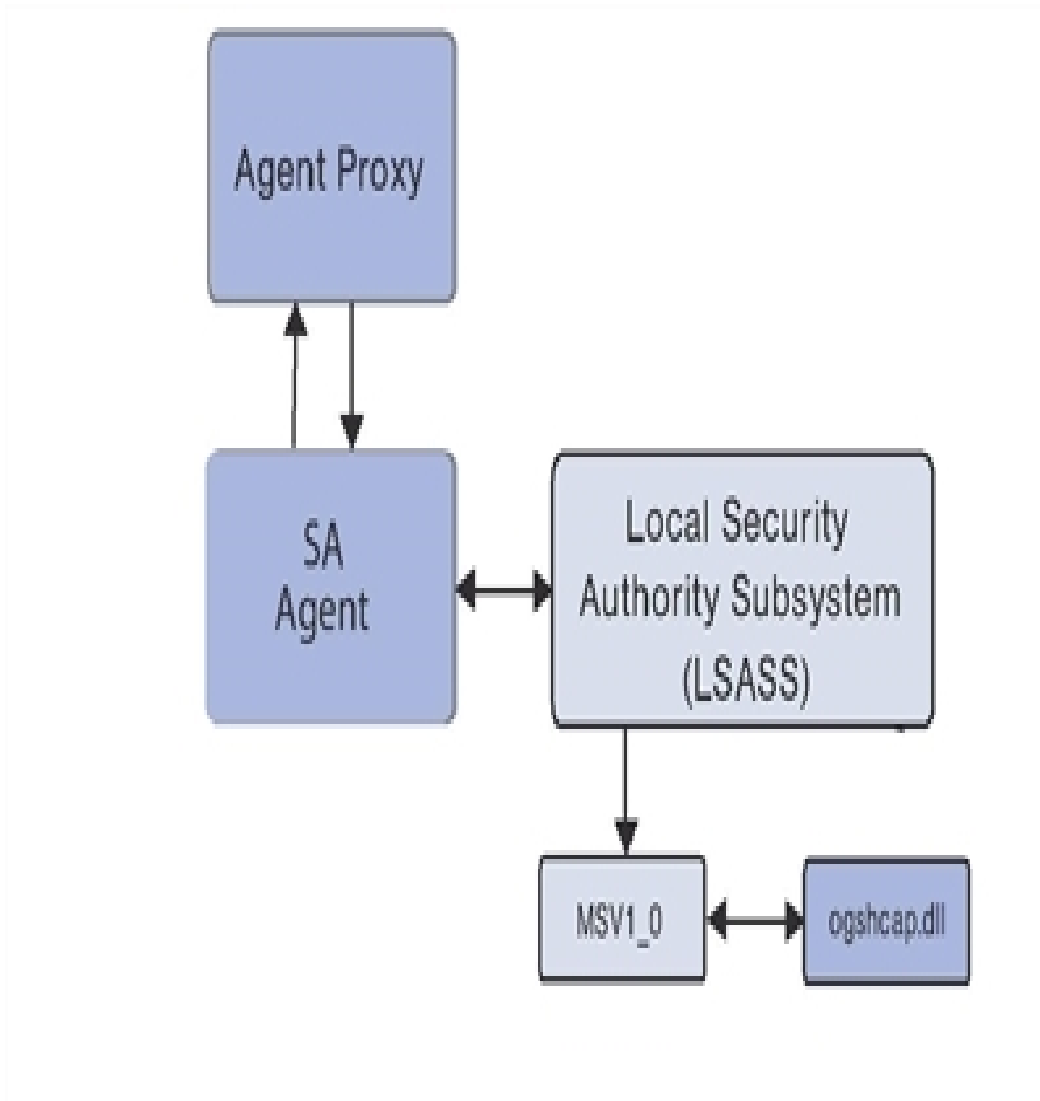 Agent Proxy
SA
Agent
Local Security
Authority Subsystem
(LSASS)
MSV1_0
ogshcap.dll